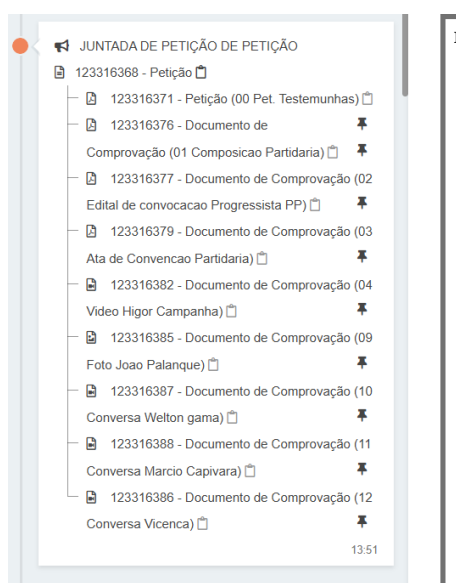 JUNTADA DE PETIÇÃO DE PETIÇÃO
123316368 - Petição
123316371 - Petição (00 Pet. Testemunhas)
123316376 - Documento de
Comprovação (01 Composicao Partidaria)
123316377 - Documento de Comprovação (02
Edital de convocacao Progressista PP)
123316379 - Documento de Comprovação (03
Ata de Convencao Partidaria)
123316382 - Documento de Comprovação (04
Video Higor Campanha)
123316385 - Documento de Comprovação (09
Foto Joao Palanque)
123316387 - Documento de Comprovação (10
Conversa Welton gama)
123316388 - Documento de Comprovação (11
Conversa Marcio Capivara)
123316386 - Documento de Comprovação (12
Conversa Vicenca)
13:51